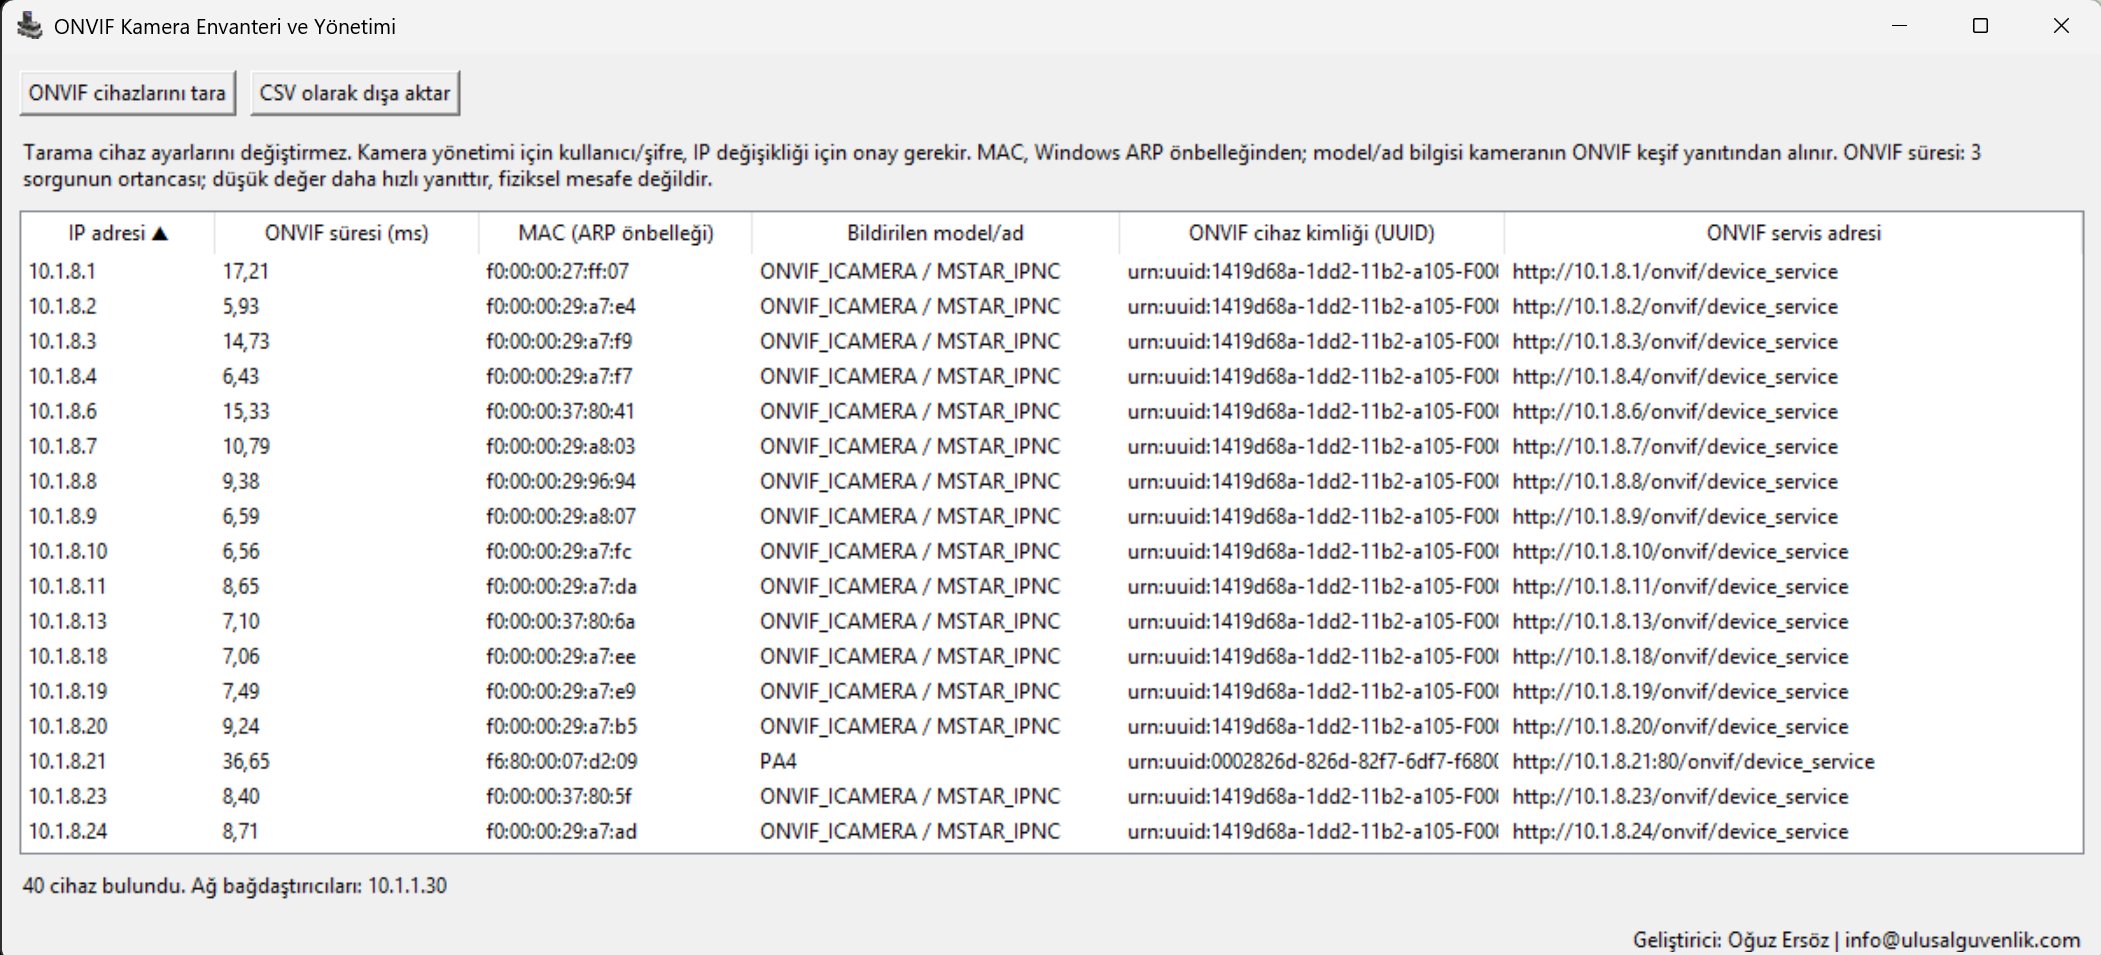 ONVIF Kamera Envanteri ve Yönetimi
ONVIF cihazlarını tara CSV olarak dışa aktar
Tarama cihaz ayarlarını değiştirmez. Kamera yönetimi için kullanıcı/şifre, IP değişikliği için onay gerekir. MAC, Windows ARP önbelleğinden; model/ad bilgisi kameranın ONVIF keşif yanıtından alınır. ONVIF süresi: 3
sorgunun ortancası; düşük değer daha hızlı yanıttır, fiziksel mesafe değildir.
IP adresi ▲ ONVIF süresi (ms) MAC (ARP önbelleği) Bildirilen model/ad ONVIF cihaz kimliği (UUID) ONVIF servis adresi
10.1.8.1 17,21 f0:00:00:27:ff:07 ONVIF_ICAMERA / MSTAR_IPNC urn:uuid:1419d68a-1dd2-11b2-a105-F00 http://10.1.8.1/onvif/device_service
10.1.8.2 5,93 f0:00:00:29:a7:e4 ONVIF_ICAMERA / MSTAR_IPNC urn:uuid:1419d68a-1dd2-11b2-a105-F00 http://10.1.8.2/onvif/device_service
10.1.8.3 14,73 f0:00:00:29:a7:f9 ONVIF_ICAMERA / MSTAR_IPNC urn:uuid:1419d68a-1dd2-11b2-a105-F00 http://10.1.8.3/onvif/device_service
10.1.8.4 6,43 f0:00:00:29:a7:f7 ONVIF_ICAMERA / MSTAR_IPNC urn:uuid:1419d68a-1dd2-11b2-a105-F00 http://10.1.8.4/onvif/device_service
10.1.8.6 15,33 f0:00:00:37:80:41 ONVIF_ICAMERA / MSTAR_IPNC urn:uuid:1419d68a-1dd2-11b2-a105-F00 http://10.1.8.6/onvif/device_service
10.1.8.7 10,79 f0:00:00:29:a8:03 ONVIF_ICAMERA / MSTAR_IPNC urn:uuid:1419d68a-1dd2-11b2-a105-F00 http://10.1.8.7/onvif/device_service
10.1.8.8 9,38 f0:00:00:29:96:94 ONVIF_ICAMERA / MSTAR_IPNC urn:uuid:1419d68a-1dd2-11b2-a105-F00 http://10.1.8.8/onvif/device_service
10.1.8.9 6,59 f0:00:00:29:a8:07 ONVIF_ICAMERA / MSTAR_IPNC urn:uuid:1419d68a-1dd2-11b2-a105-F00 http://10.1.8.9/onvif/device_service
10.1.8.10 6,56 f0:00:00:29:a7:fc ONVIF_ICAMERA / MSTAR_IPNC urn:uuid:1419d68a-1dd2-11b2-a105-F00 http://10.1.8.10/onvif/device_service
10.1.8.11 8,65 f0:00:00:29:a7:da ONVIF_ICAMERA / MSTAR_IPNC urn:uuid:1419d68a-1dd2-11b2-a105-F00 http://10.1.8.11/onvif/device_service
10.1.8.13 7,10 f0:00:00:37:80:6a ONVIF_ICAMERA / MSTAR_IPNC urn:uuid:1419d68a-1dd2-11b2-a105-F00 http://10.1.8.13/onvif/device_service
10.1.8.18 7,06 f0:00:00:29:a7:ee ONVIF_ICAMERA / MSTAR_IPNC urn:uuid:1419d68a-1dd2-11b2-a105-F00 http://10.1.8.18/onvif/device_service
10.1.8.19 7,49 f0:00:00:29:a7:e9 ONVIF_ICAMERA / MSTAR_IPNC urn:uuid:1419d68a-1dd2-11b2-a105-F00 http://10.1.8.19/onvif/device_service
10.1.8.20 9,24 f0:00:00:29:a7:b5 ONVIF_ICAMERA / MSTAR_IPNC urn:uuid:1419d68a-1dd2-11b2-a105-F00 http://10.1.8.20/onvif/device_service
10.1.8.21 36,65 f6:80:00:07:d2:09 PA4 urn:uuid:0002826d-826d-82f7-6df7-f6800 http://10.1.8.21:80/onvif/device_service
10.1.8.23 8,40 f0:00:00:37:80:5f ONVIF_ICAMERA / MSTAR_IPNC urn:uuid:1419d68a-1dd2-11b2-a105-F00 http://10.1.8.23/onvif/device_service
10.1.8.24 8,71 f0:00:00:29:a7:ad ONVIF_ICAMERA / MSTAR_IPNC urn:uuid:1419d68a-1dd2-11b2-a105-F00 http://10.1.8.24/onvif/device_service
40 cihaz bulundu. Ağ bağdaştırıcıları: 10.1.1.30
Geliştirici: Oğuz Ersöz | info@ulusalguvenlik.com